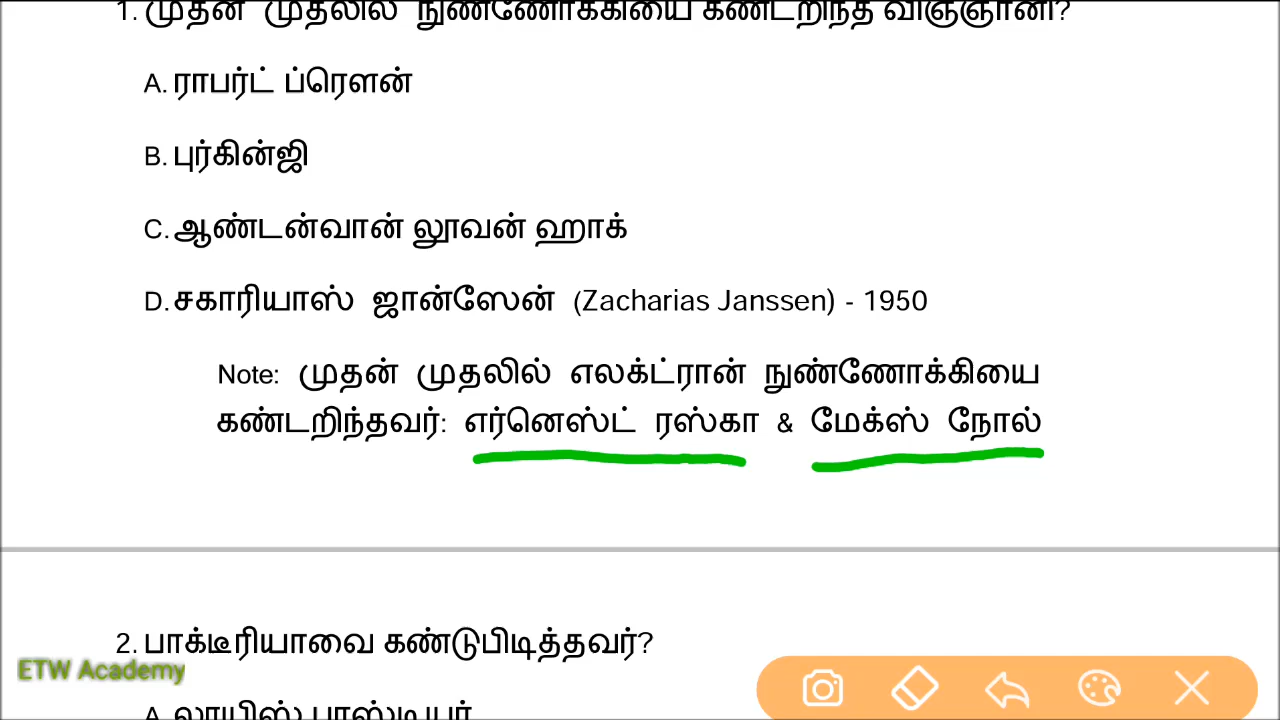 1. முதன் முதலில் நுண்ணோக்கியை கண்டறிந்த விஞ்ஞானி?
A. ராபர்ட் ப்ரௌன்
B. புர்கின்ஜி
C. ஆண்டன்வான் லூவன் ஹாக்
D. சகாரியாஸ் ஜான்ஸேன் (Zacharias Janssen) - 1950
Note: முதன் முதலில் எலக்ட்ரான் நுண்ணோக்கியை
கண்டறிந்தவர்: எர்னெஸ்ட் ரஸ்கா & மேக்ஸ் நோல்
2. பாக்டீரியாவை கண்டுபிடித்தவர்?
ETW Academy
A. லூயிஸ் பாஸ்டியர்